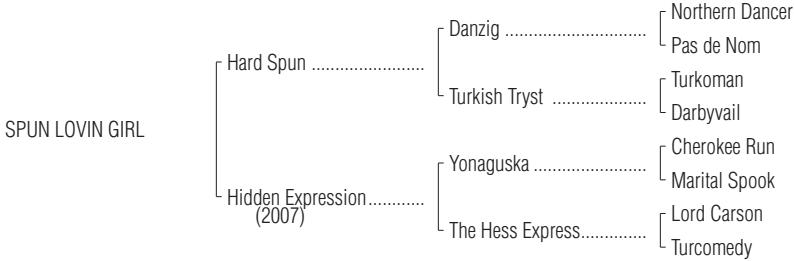 Northern Dancer
Danzig ..............................
Pas de Nom
Hard Spun ........................
Turkoman
Turkish Tryst ....................
Darbyvail
SPUN LOVIN GIRL
Cherokee Run
Yonaguska ........................
Marital Spook
Hidden Expression............
(2007)
Lord Carson
The Hess Express..............
Turcomedy